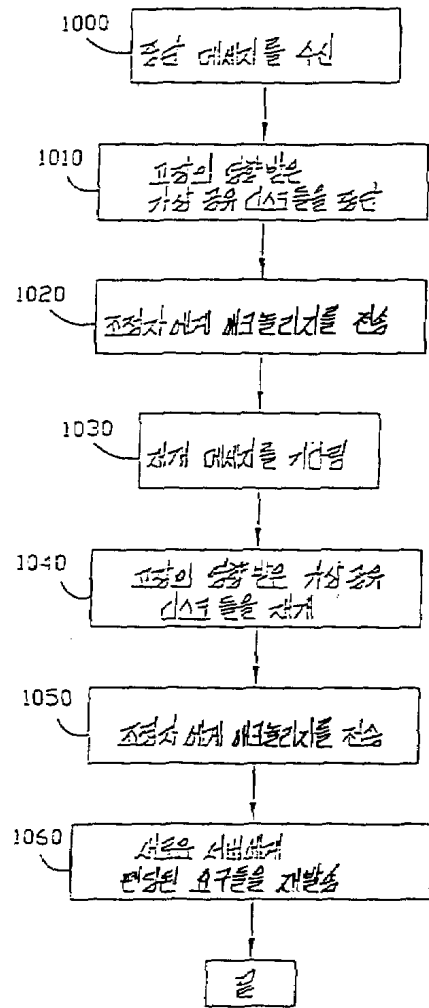 1000
중단 메세지를 수신
1010
고장의 영향 받은
가상 공유 디스크들을 중단
1020
조정자에게 애크놀리지를 전송
1030
재개 메세지를 기다림
1040
고장의 영향 받은 가상 공유
디스크들을 재개
1050
조정자에게 애크놀리지를 전송
1060
새로운 서버에게
펜딩된 요구들을 재발송
끝